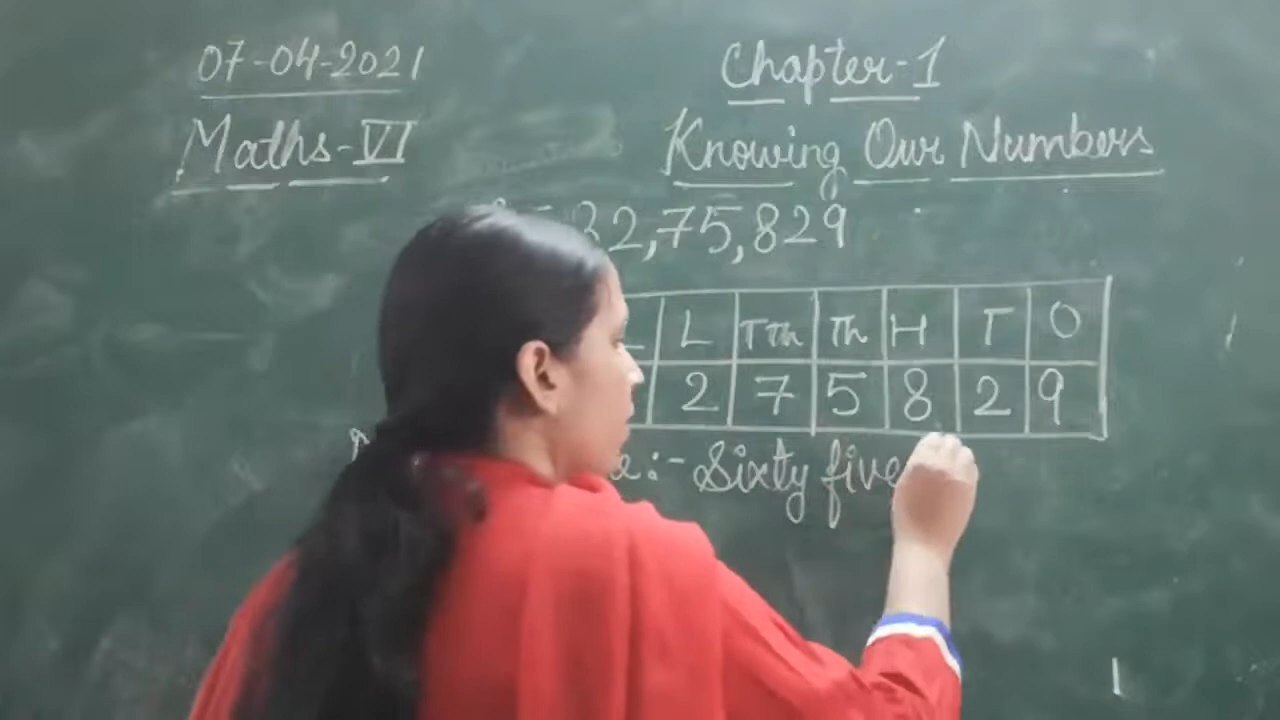 07-04-2021
Chapter-1
Maths-VI
Knowing Our Numbers
32,75,829
L TTh Th H T O
2 7 5 8 2 9
:- Sixty five